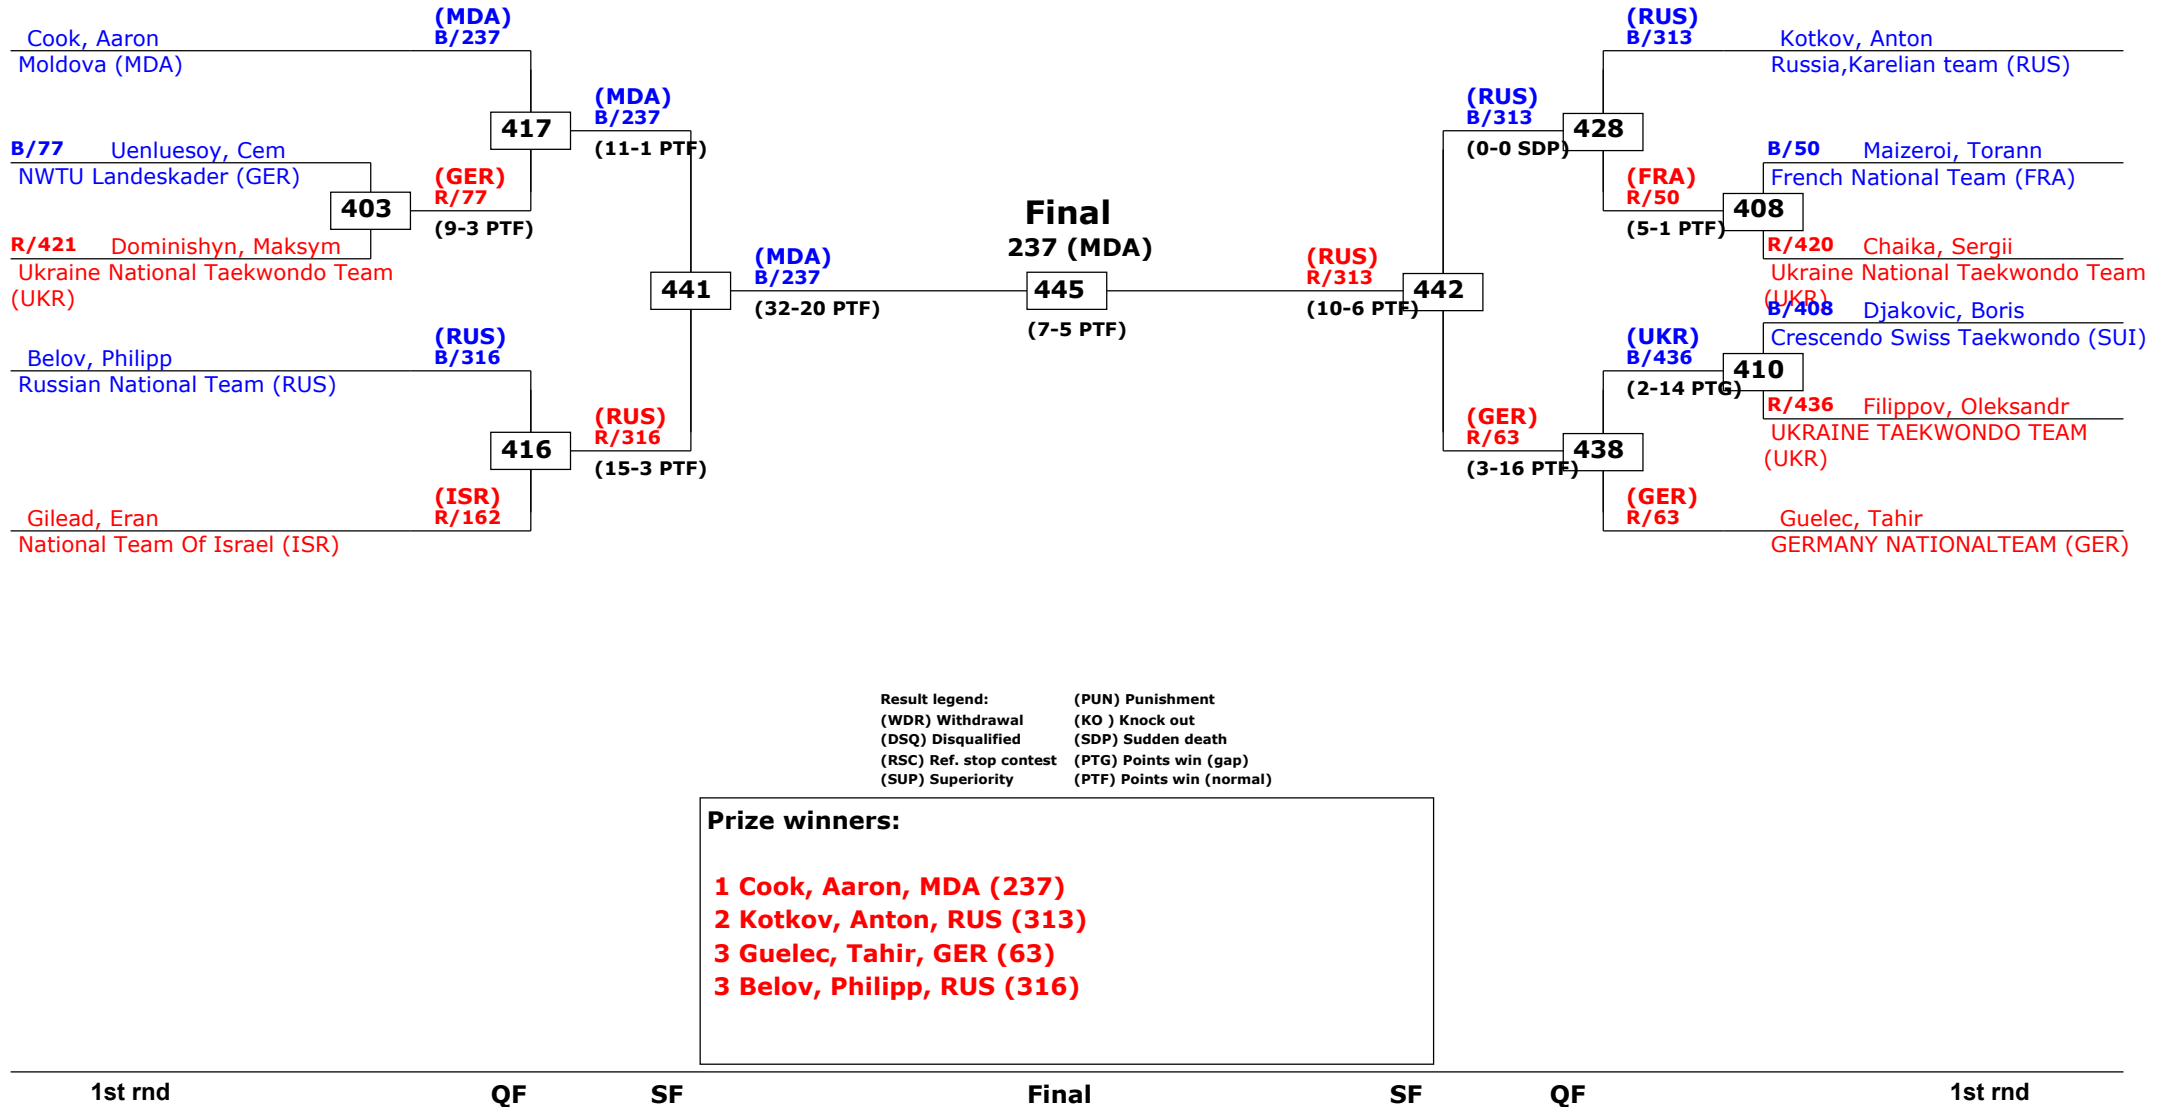 (MDA)
B/237
Cook, Aaron
Moldova (MDA)
417
(MDA)
B/237
(11-1 PTF)
B/77 Uenluesoy, Cem
NWTU Landeskader (GER)
403
(GER)
R/77
(9-3 PTF)
R/421 Dominishyn, Maksym
Ukraine National Taekwondo Team
(UKR)
441
(MDA)
B/237
(32-20 PTF)
(RUS)
B/316
Belov, Philipp
Russian National Team (RUS)
416
(RUS)
R/316
(15-3 PTF)
(ISR)
R/162
Gilead, Eran
National Team Of Israel (ISR)
Final
237 (MDA)
445
(7-5 PTF)
(RUS)
B/313
Kotkov, Anton
Russia,Karelian team (RUS)
(RUS)
B/313
428
(0-0 SDP)
B/50 Maizeroi, Torann
French National Team (FRA)
(FRA)
R/50
408
(5-1 PTF)
R/420 Chaika, Sergii
Ukraine National Taekwondo Team
(UKR)
(RUS)
R/313
442
(10-6 PTF)
B/408 Djakovic, Boris
Crescendo Swiss Taekwondo (SUI)
(UKR)
B/436
410
(2-14 PTG)
R/436 Filippov, Oleksandr
UKRAINE TAEKWONDO TEAM
(UKR)
(GER)
R/63
438
(3-16 PTF)
(GER)
R/63
Guelec, Tahir
GERMANY NATIONALTEAM (GER)
Result legend: (PUN) Punishment
(WDR) Withdrawal (KO ) Knock out
(DSQ) Disqualified (SDP) Sudden death
(RSC) Ref. stop contest (PTG) Points win (gap)
(SUP) Superiority (PTF) Points win (normal)
Prize winners:
1 Cook, Aaron, MDA (237)
2 Kotkov, Anton, RUS (313)
3 Guelec, Tahir, GER (63)
3 Belov, Philipp, RUS (316)
1st rnd QF SF Final SF QF 1st rnd